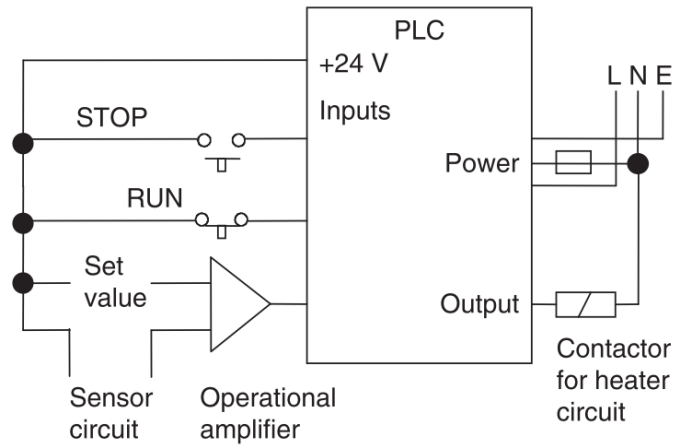 PLC
+24 V
L N E
STOP
Inputs
Power
RUN
Set
value
Output
Sensor
circuit
Operational
amplifier
Contactor
for heater
circuit